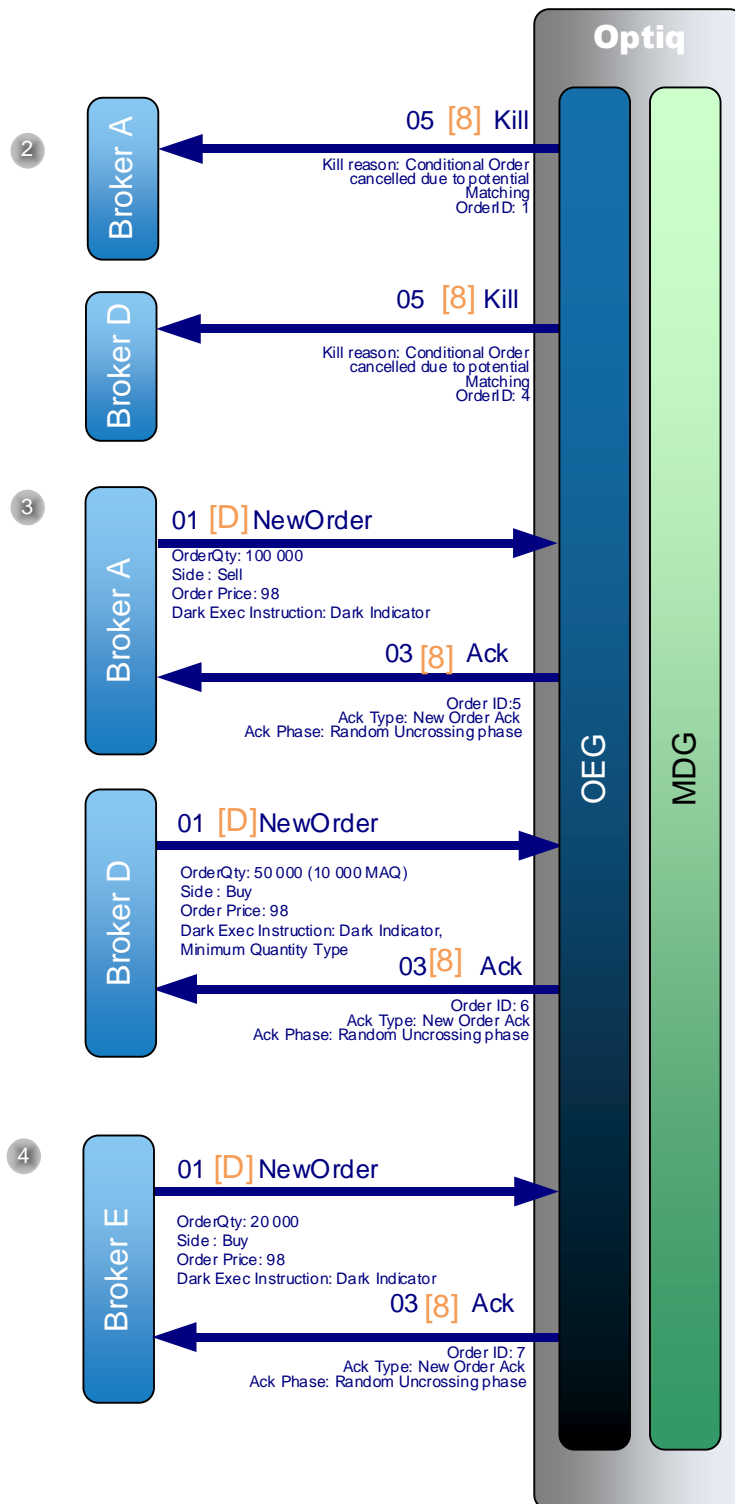 Optiq
2
Broker A
05 [8] Kill
Kill reason: Conditional Order
cancelled due to potential
Matching
OrderID: 1
Broker D
05 [8] Kill
Kill reason: Conditional Order
cancelled due to potential
Matching
OrderID: 4
3
Broker A
01 [D] NewOrder
OrderQty: 100 000
Side : Sell
Order Price: 98
Dark Exec Instruction: Dark Indicator
03 [8] Ack
Order ID:5
Ack Type: New Order Ack
Ack Phase: Random Uncrossing phase
OEG
MDG
Broker D
01 [D] NewOrder
OrderQty: 50 000 (10 000 MAQ)
Side : Buy
Order Price: 98
Dark Exec Instruction: Dark Indicator,
Minimum Quantity Type
03 [8] Ack
Order ID: 6
Ack Type: New Order Ack
Ack Phase: Random Uncrossing phase
4
Broker E
01 [D] NewOrder
OrderQty: 20 000
Side : Buy
Order Price: 98
Dark Exec Instruction: Dark Indicator
03 [8] Ack
Order ID: 7
Ack Type: New Order Ack
Ack Phase: Random Uncrossing phase